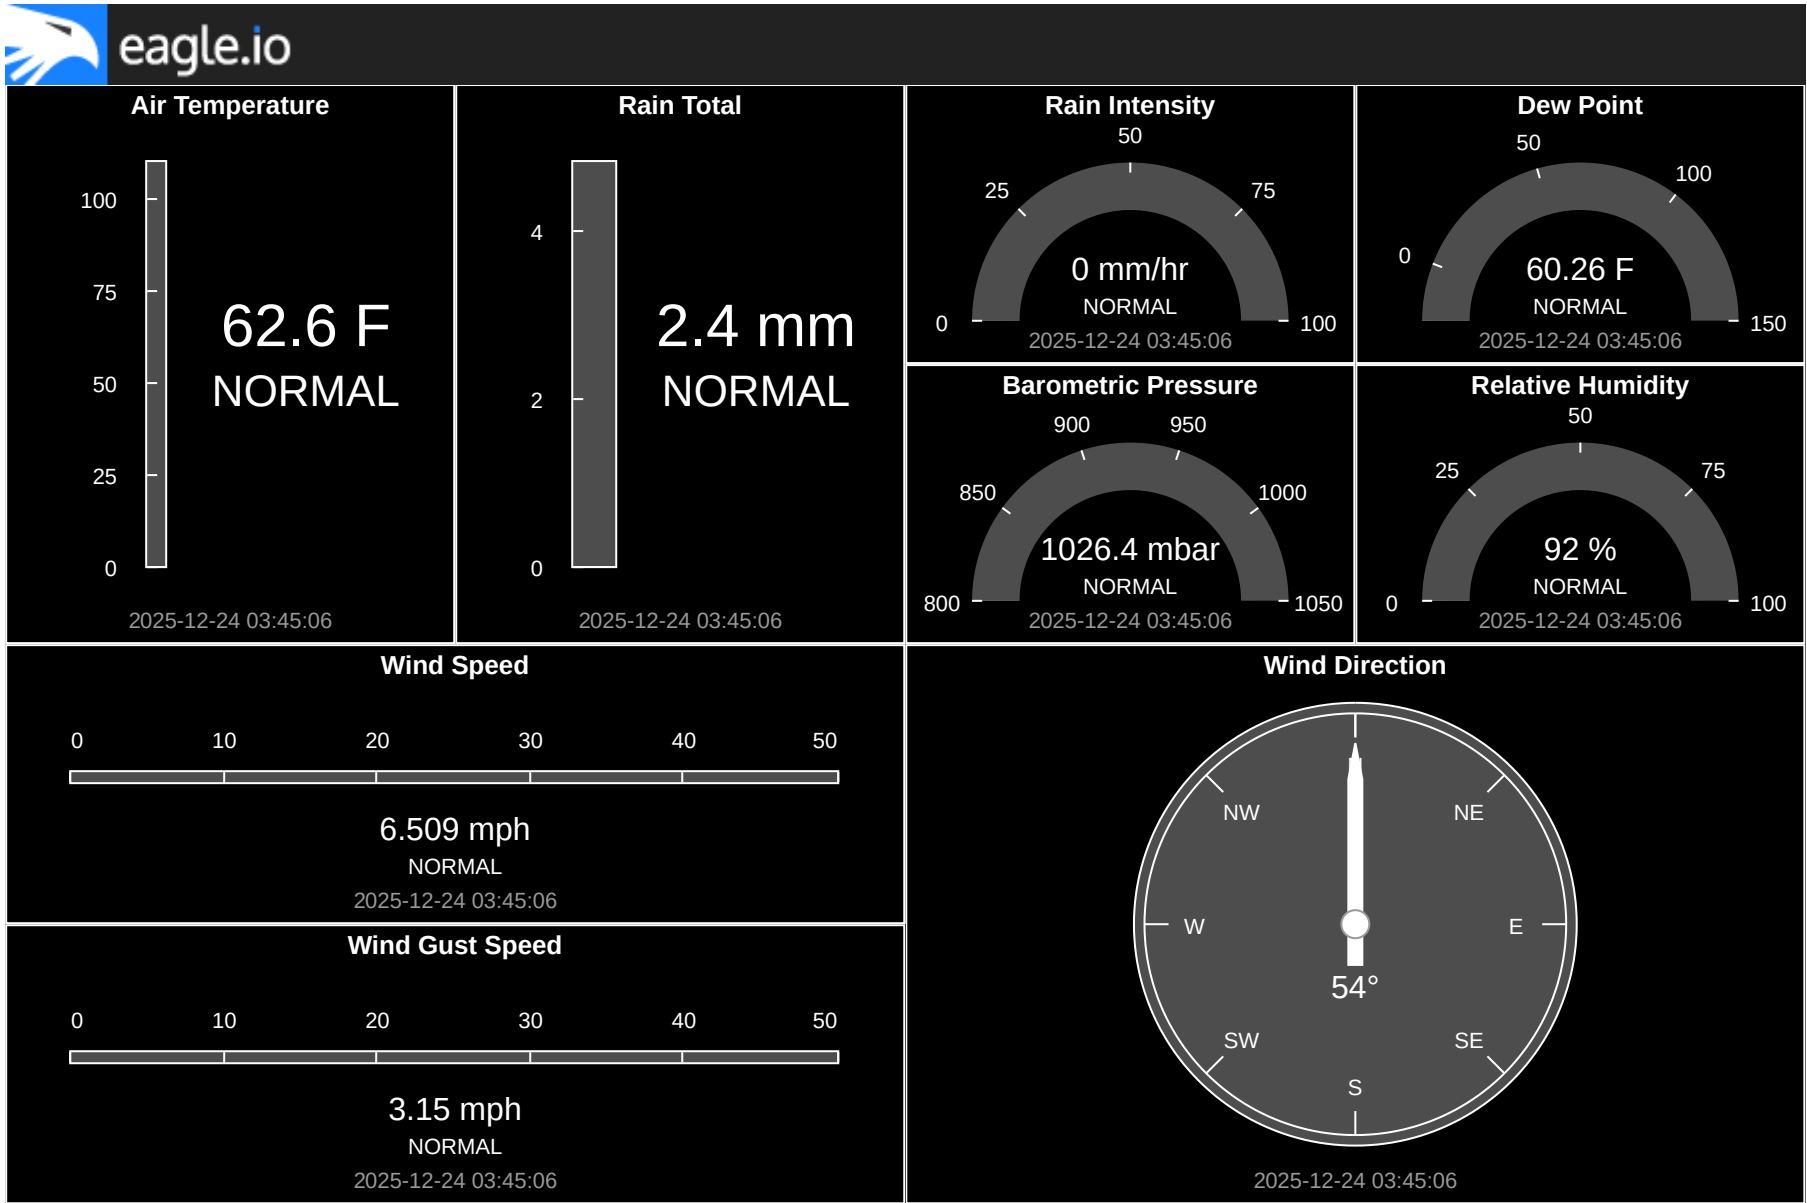 eagle.io
Air Temperature
100
75
50
25
0
62.6 F
NORMAL
2025-12-24 03:45:06
Rain Total
4
2
0
2.4 mm
NORMAL
2025-12-24 03:45:06
Rain Intensity
50
25
75
0
100
0 mm/hr
NORMAL
2025-12-24 03:45:06
Dew Point
50
100
0
150
60.26 F
NORMAL
2025-12-24 03:45:06
Barometric Pressure
900
950
850
1000
800
1050
1026.4 mbar
NORMAL
2025-12-24 03:45:06
Relative Humidity
50
25
75
0
100
92 %
NORMAL
2025-12-24 03:45:06
Wind Speed
0 10 20 30 40 50
6.509 mph
NORMAL
2025-12-24 03:45:06
Wind Gust Speed
0 10 20 30 40 50
3.15 mph
NORMAL
2025-12-24 03:45:06
Wind Direction
NW NE
W E
54°
SW SE
S
2025-12-24 03:45:06